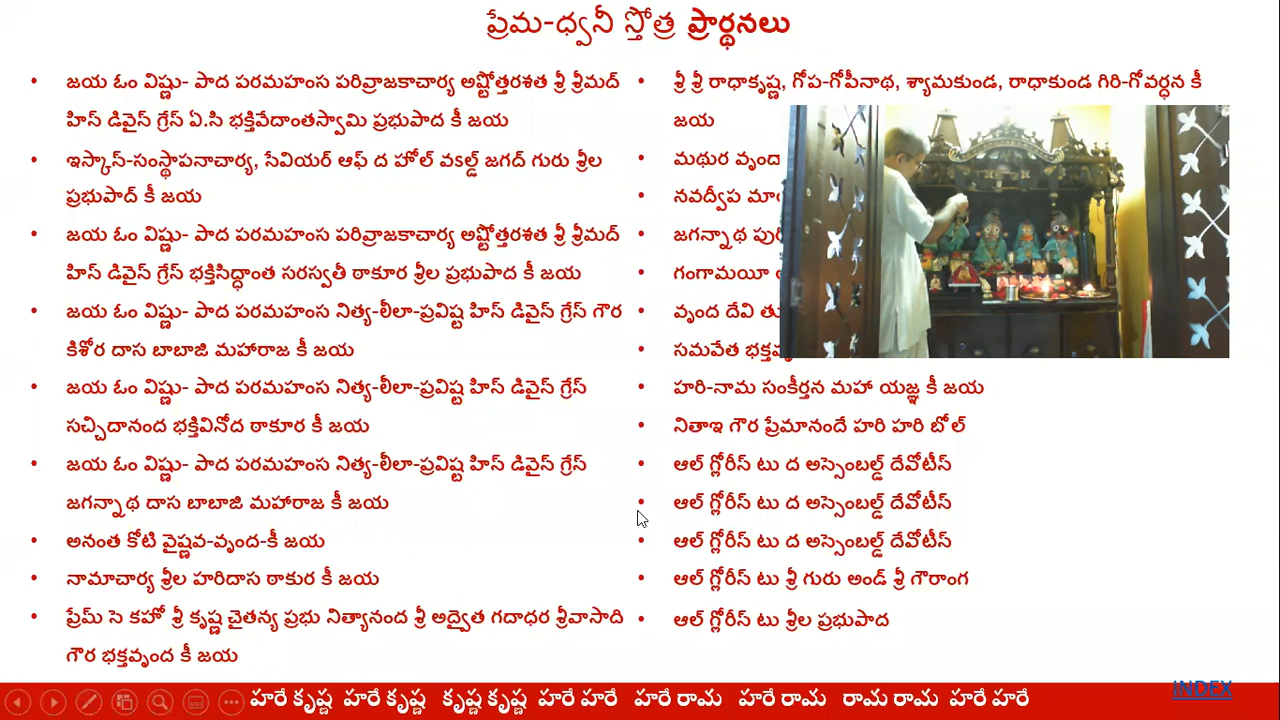 ప్రేమ-ధ్వనీ స్తోత్ర ప్రార్థనలు
• జయ ఓం విష్ణు- పాద పరమహంస పరివ్రాజకాచార్య అష్టోత్తరశత శ్రీ శ్రీమద్
హిస్ డివైస్ గ్రేస్ ఏ.సి భక్తివేదాంతస్వామి ప్రభుపాద కీ జయ
• ఇస్కాస్-సంస్థాపనాచార్య, సేవియర్ ఆఫ్ ద హోల్ వsల్డ్ జగద్ గురు శ్రీల
ప్రభుపాద్ కీ జయ
• జయ ఓం విష్ణు- పాద పరమహంస పరివ్రాజకాచార్య అష్టోత్తరశత శ్రీ శ్రీమద్
హిస్ డివైస్ గ్రేస్ భక్తిసిద్ధాంత సరస్వతీ ఠాకూర శ్రీల ప్రభుపాద కీ జయ
• జయ ఓం విష్ణు- పాద పరమహంస నిత్య-లీలా-ప్రవిష్ట హిస్ డివైస్ గ్రేస్ గౌర
కిశోర దాస బాబాజి మహారాజ కీ జయ
• జయ ఓం విష్ణు- పాద పరమహంస నిత్య-లీలా-ప్రవిష్ట హిస్ డివైస్ గ్రేస్
సచ్చిదానంద భక్తివినోద ఠాకూర కీ జయ
• జయ ఓం విష్ణు- పాద పరమహంస నిత్య-లీలా-ప్రవిష్ట హిస్ డివైస్ గ్రేస్
జగన్నాథ దాస బాబాజి మహారాజ కీ జయ
• అనంత కోటి వైష్ణవ-వృంద-కీ జయ
• నామాచార్య శ్రీల హరిదాస ఠాకుర కీ జయ
• ప్రేమ్ సె కహో శ్రీ కృష్ణ చైతన్య ప్రభు నిత్యానంద శ్రీ అద్వైత గదాధర శ్రీవాసాది
గౌర భక్తవృంద కీ జయ
• శ్రీ శ్రీ రాధాకృష్ణ, గోప-గోపీనాథ, శ్యామకుండ, రాధాకుండ గిరి-గోవర్ధన కీ
జయ
• మథుర
• నవద్వీప
• జగన్నాథ
• గంగామయీ
• వృంద దేవి
• సమవేత
• హరి-నామ సంకీర్తన మహా యజ్ఞ కీ జయ
• నితాఇ గౌర ప్రేమానందే హరి హరి బోల్
• ఆల్ గ్లోరీస్ టు ద అస్సెంబల్డ్ దేవోటీస్
• ఆల్ గ్లోరీస్ టు ద అస్సెంబల్డ్ దేవోటీస్
• ఆల్ గ్లోరీస్ టు ద అస్సెంబల్డ్ దేవోటీస్
• ఆల్ గ్లోరీస్ టు శ్రీ గురు అండ్ శ్రీ గౌరాంగ
• ఆల్ గ్లోరీస్ టు శ్రీల ప్రభుపాద
హరే కృష్ణ హరే కృష్ణ కృష్ణ కృష్ణ హరే హరే హరే రామ హరే రామ రామ రామ హరే హరే
INDEX